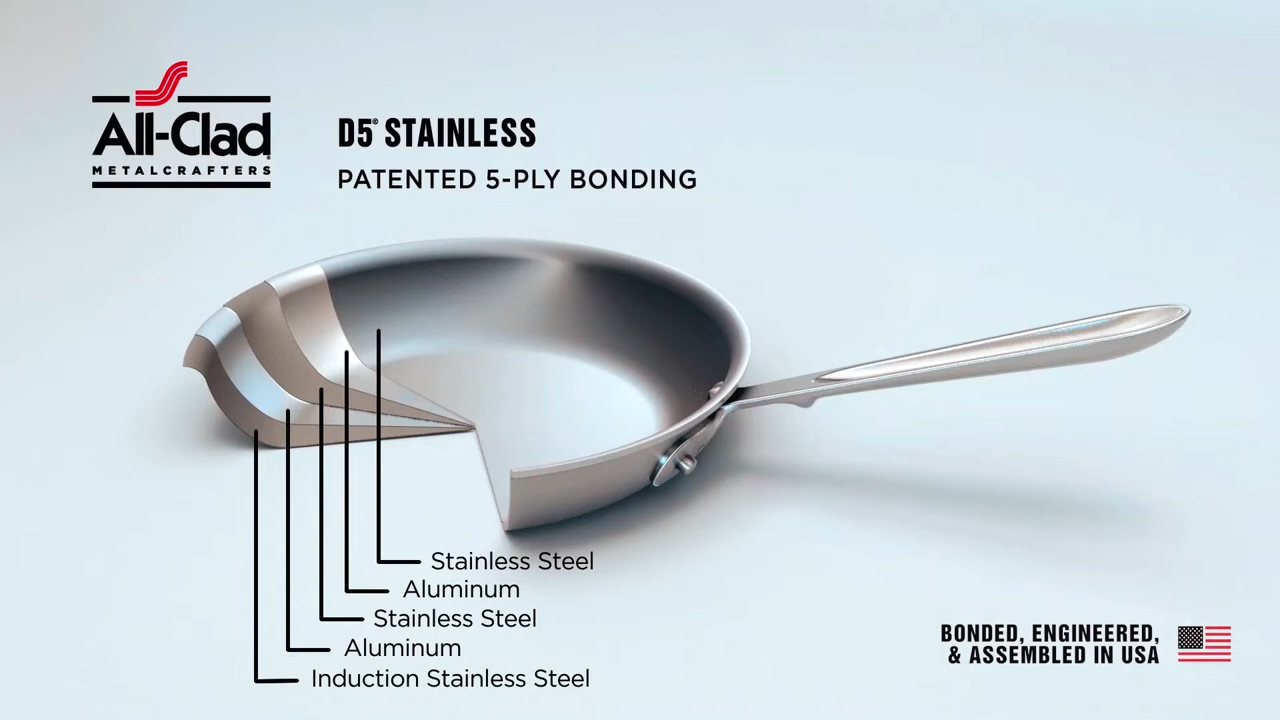 All-Clad
METALCRAFTERS
D5® STAINLESS
PATENTED 5-PLY BONDING
Stainless Steel
Aluminum
Stainless Steel
Aluminum
Induction Stainless Steel
BONDED, ENGINEERED,
& ASSEMBLED IN USA